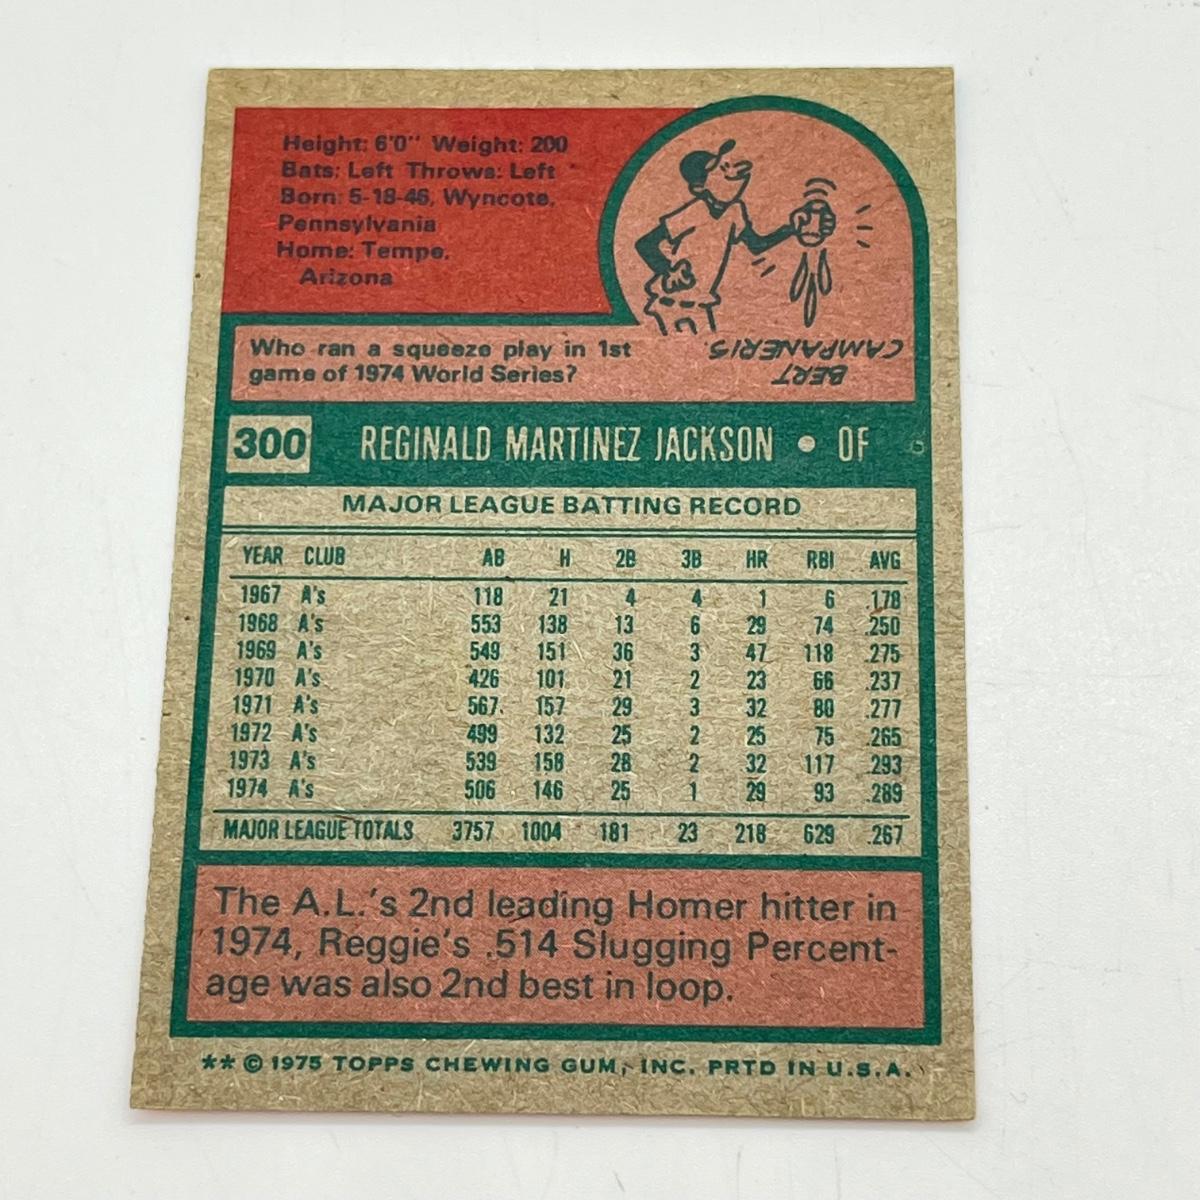 Height: 6'0" Weight: 200
Bats: Left Throws: Left
Born: 5-18-46, Wyncote,
Pennsylvania
Home: Tempe,
Arizona
Who ran a squeeze play in 1st
game of 1974 World Series?
BERT
CAMPANERIS.
300 REGINALD MARTINEZ JACKSON • OF
MAJOR LEAGUE BATTING RECORD
YEAR CLUB AB H 2B 3B HR RBI AVG
1967 A's 118 21 4 4 1 6 .178
1968 A's 553 138 13 6 29 74 .250
1969 A's 549 151 36 3 47 118 .275
1970 A's 426 101 21 2 23 66 .237
1971 A's 567 157 29 3 32 80 .277
1972 A's 499 132 25 2 25 75 .265
1973 A's 539 158 28 2 32 117 .293
1974 A's 506 146 25 1 29 93 .289
MAJOR LEAGUE TOTALS 3757 1004 181 23 218 629 .267
The A.L.'s 2nd leading Homer hitter in
1974, Reggie's .514 Slugging Percent-
age was also 2nd best in loop.
** © 1975 TOPPS CHEWING GUM, INC. PRTD IN U.S.A.